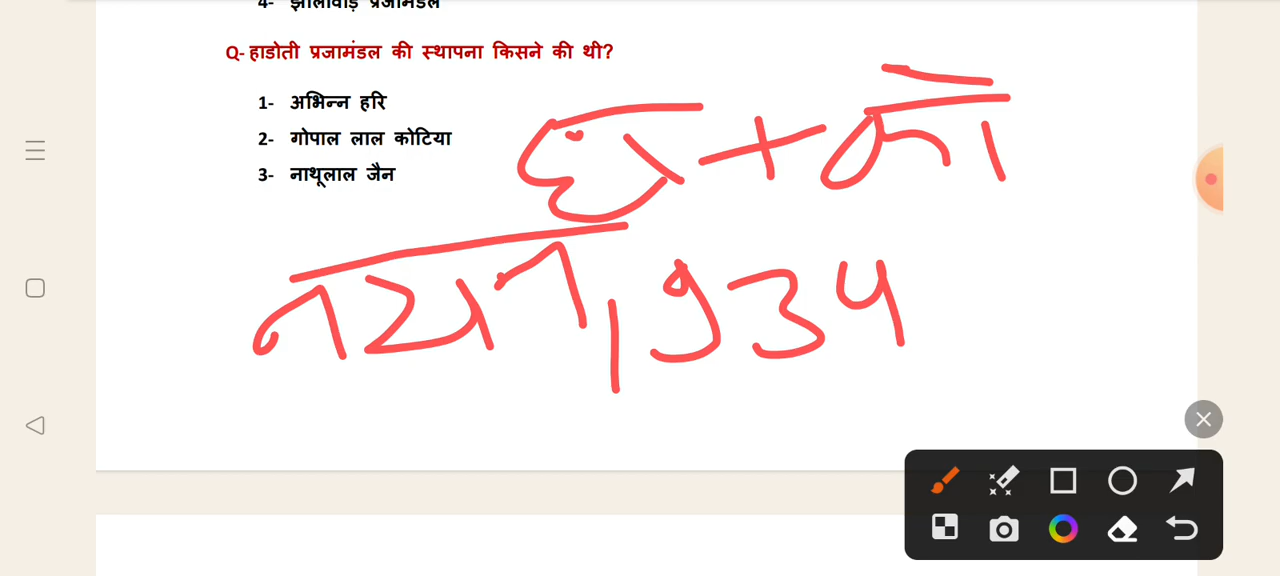 4- झालावाड़ प्रजामंडल
Q- हाडोती प्रजामंडल की स्थापना किसने की थी?
1- अभिन्न हरि
2- गोपाल लाल कोटिया
3- नाथूलाल जैन
नयन 1934